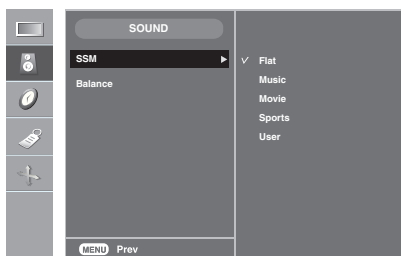 SOUND
SSM
Balance
✓ Flat
Music
Movie
Sports
User
MENU Prev